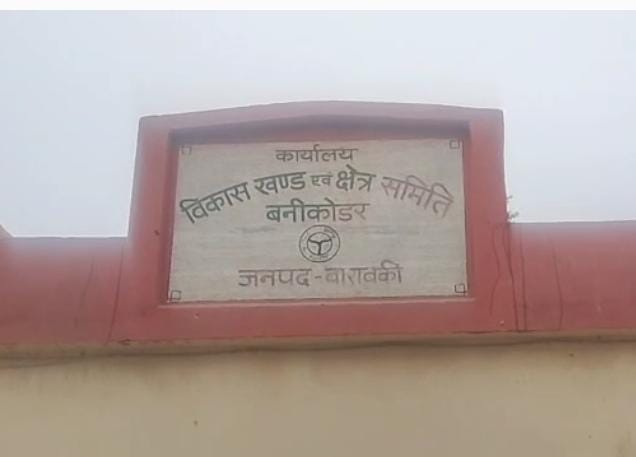 कार्यालय
विकास खण्ड एवं क्षेत्र समिति
बनीकोडर
जनपद-बाराबंकी